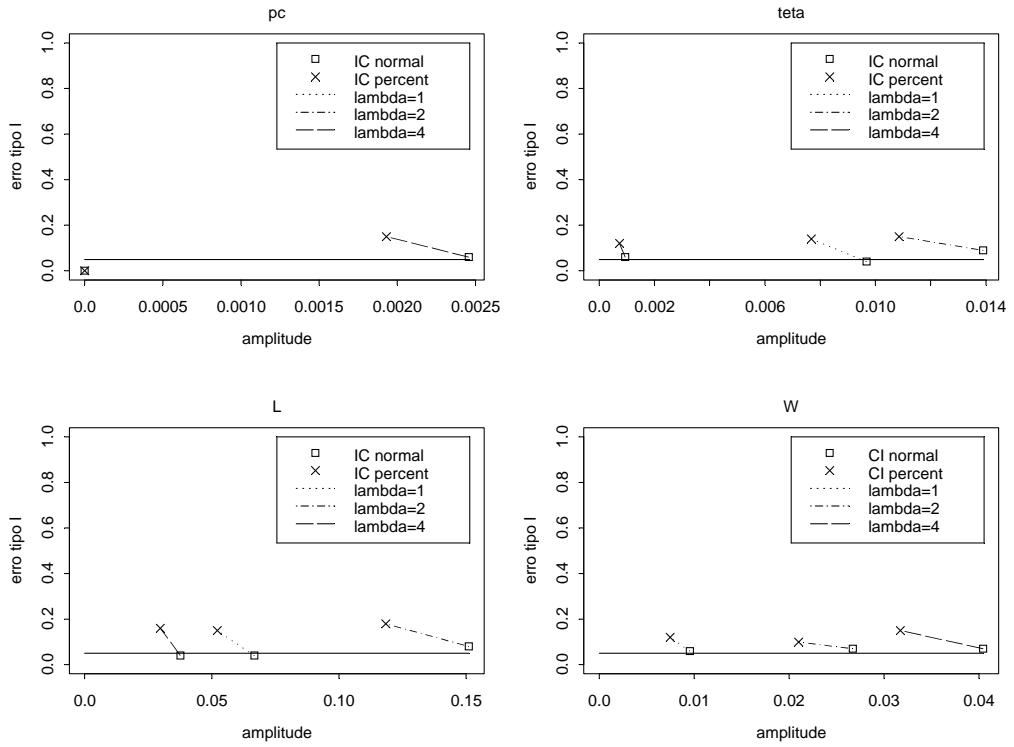 pc
IC normal
IC percent
lambda=1
lambda=2
lambda=4
erro tipo I
0.0 0.2 0.4 0.6 0.8 1.0
0.0 0.0005 0.0010 0.0015 0.0020 0.0025
amplitude
teta
IC normal
IC percent
lambda=1
lambda=2
lambda=4
erro tipo I
0.0 0.2 0.4 0.6 0.8 1.0
0.0 0.002 0.006 0.010 0.014
amplitude
L
IC normal
IC percent
lambda=1
lambda=2
lambda=4
erro tipo I
0.0 0.2 0.4 0.6 0.8 1.0
0.0 0.05 0.10 0.15
amplitude
W
CI normal
CI percent
lambda=1
lambda=2
lambda=4
erro tipo I
0.0 0.2 0.4 0.6 0.8 1.0
0.0 0.01 0.02 0.03 0.04
amplitude